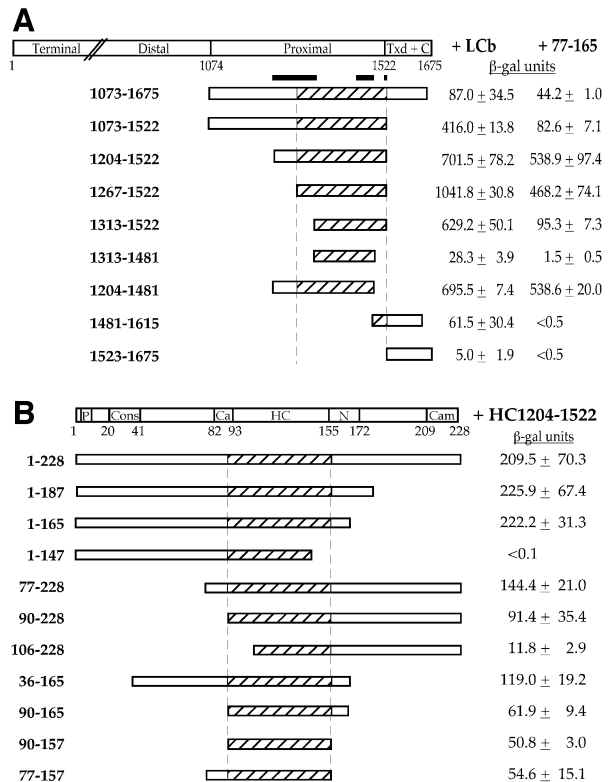 A
+ LCb + 77-165
Terminal Distal Proximal Txd + C
β-gal units
1 1074 1522 1675
1073-1675 87.0 ± 34.5 44.2 ± 1.0
1073-1522 416.0 ± 13.8 82.6 ± 7.1
1204-1522 701.5 ± 78.2 538.9 ± 97.4
1267-1522 1041.8 ± 30.8 468.2 ± 74.1
1313-1522 629.2 ± 50.1 95.3 ± 7.3
1313-1481 28.3 ± 3.9 1.5 ± 0.5
1204-1481 695.5 ± 7.4 538.6 ± 20.0
1481-1615 61.5 ± 30.4 <0.5
1523-1675 5.0 ± 1.9 <0.5
B
P Cons Ca HC N Cam + HC1204-1522
1 20 41 82 93 155 172 209 228
β-gal units
1-228 209.5 ± 70.3
1-187 225.9 ± 67.4
1-165 222.2 ± 31.3
1-147 <0.1
77-228 144.4 ± 21.0
90-228 91.4 ± 35.4
106-228 11.8 ± 2.9
36-165 119.0 ± 19.2
90-165 61.9 ± 9.4
90-157 50.8 ± 3.0
77-157 54.6 ± 15.1